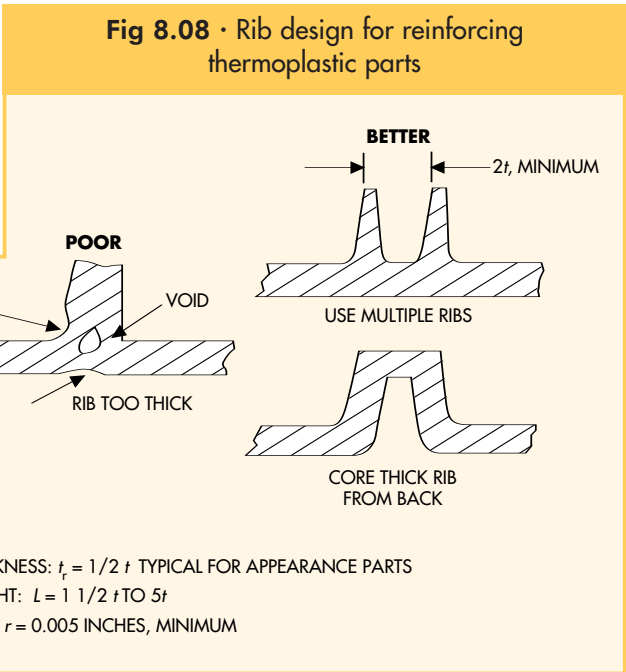 Fig 8.08 · Rib design for reinforcing
thermoplastic parts
BETTER
2t, MINIMUM
POOR
VOID
USE MULTIPLE RIBS
RIB TOO THICK
CORE THICK RIB
FROM BACK
KNESS: tr = 1/2 t TYPICAL FOR APPEARANCE PARTS
HT: L = 1 1/2 t TO 5t
r = 0.005 INCHES, MINIMUM